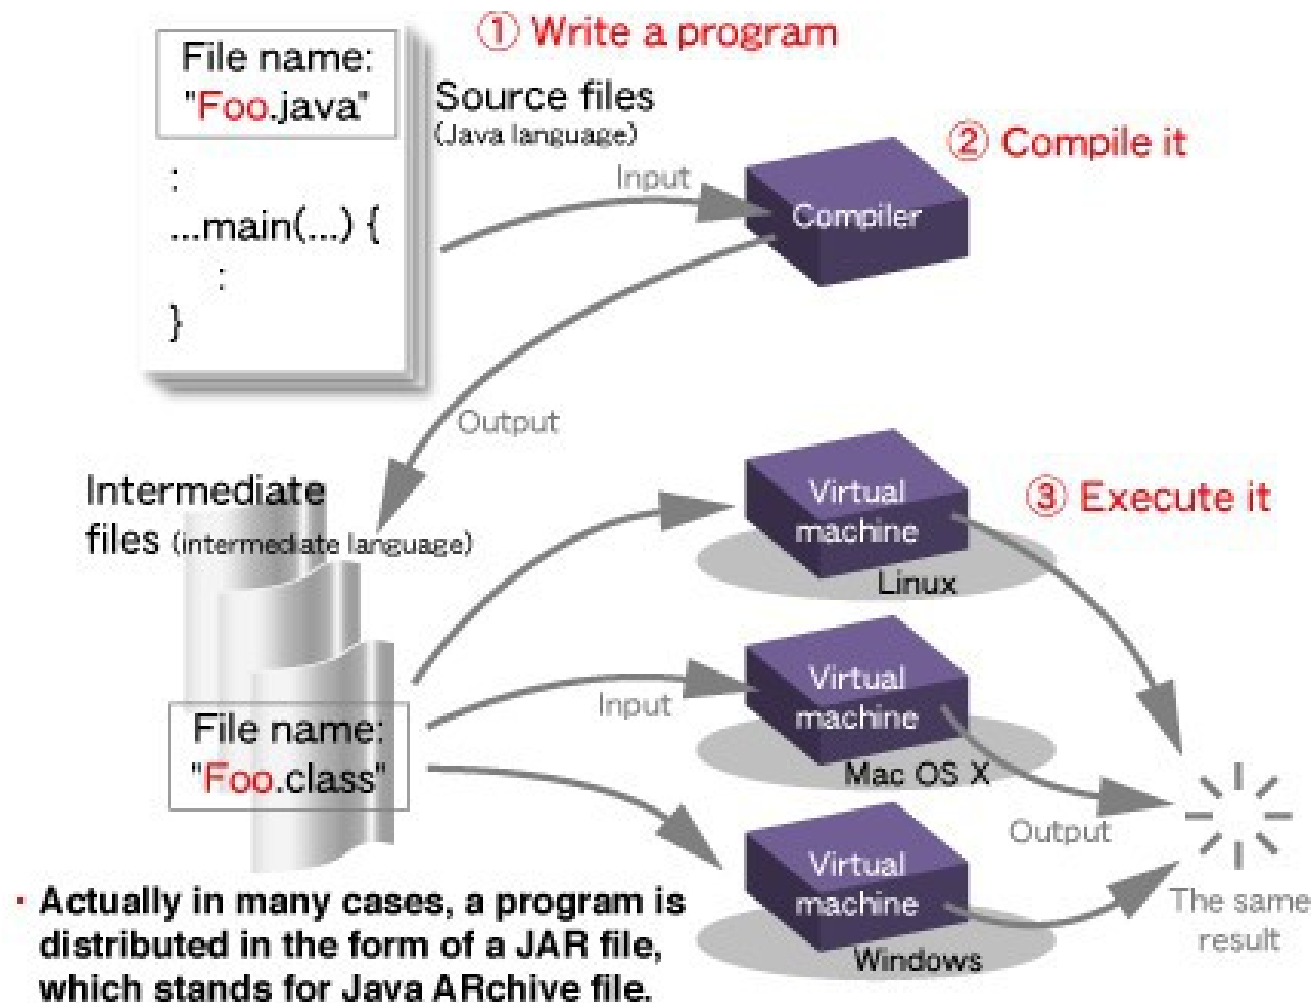 ① Write a program
File name:
"Foo.java"
Source files
(Java language)
:
...main(...) {
:
}
Input
② Compile it
Compiler
Output
Intermediate
files (intermediate language)
File name:
"Foo.class"
③ Execute it
Virtual
machine
Linux
Input
Virtual
machine
Mac OS X
Virtual
machine
Windows
Output
The same
result
· Actually in many cases, a program is
distributed in the form of a JAR file,
which stands for Java ARchive file.